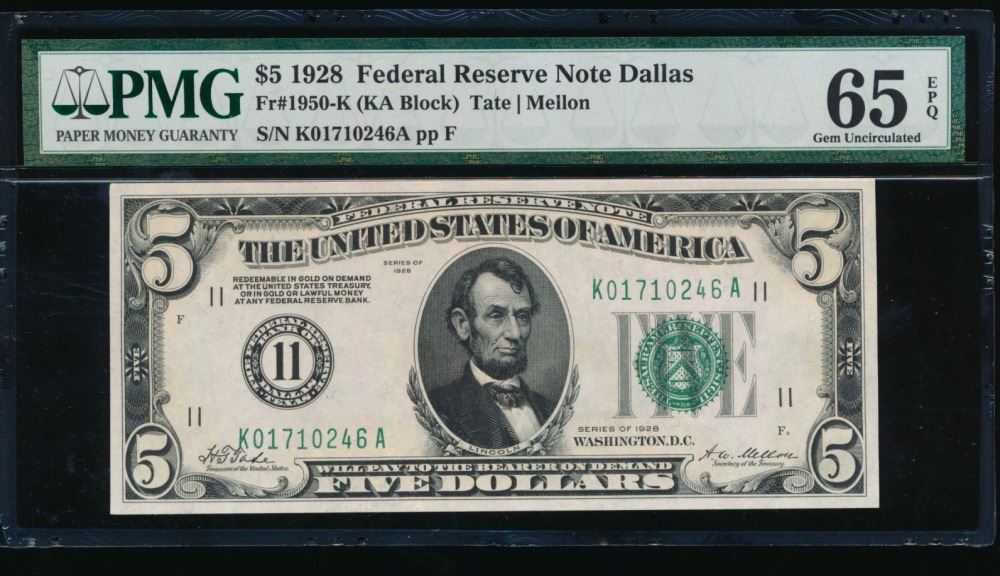 PMG
PAPER MONEY GUARANTY
$5 1928 Federal Reserve Note Dallas
Fr#1950-K (KA Block) Tate | Mellon
S/N K01710246A pp F
65 EPQ
Gem Uncirculated
FEDERAL RESERVE NOTE
5 THE UNITED STATES OF AMERICA 5
SERIES OF
1928
REDEEMABLE IN GOLD ON DEMAND
AT THE UNITED STATES TREASURY,
OR IN GOLD OR LAWFUL MONEY
AT ANY FEDERAL RESERVE BANK.
K01710246 A
11
11
F
11
FIVE
FIVE
FIVE
11
11
K01710246 A
SERIES OF 1928
WASHINGTON, D.C.
F
LINCOLN
H T Tate
Treasurer of the United States.
A. W. Mellon
Secretary of the Treasury.
WILL PAY TO THE BEARER ON DEMAND
5 FIVE DOLLARS 5